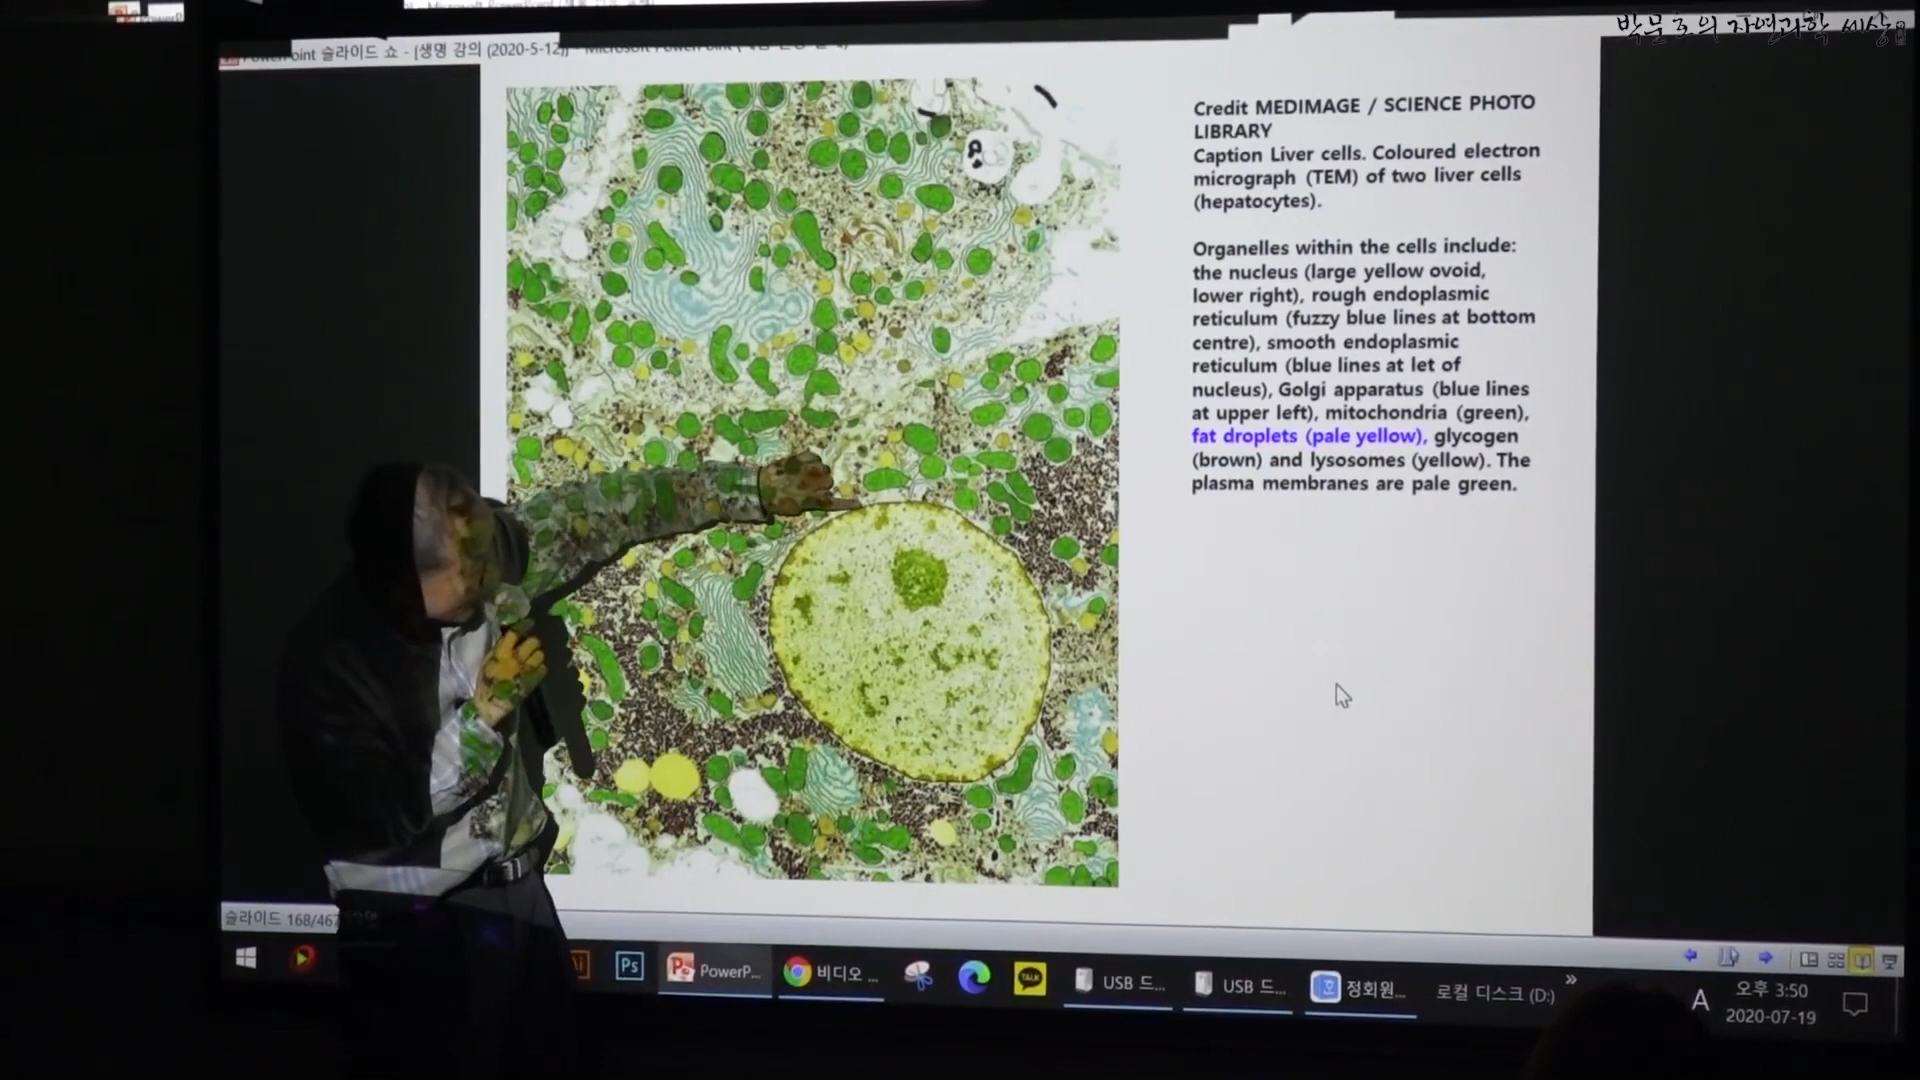 박문호의 자연과학 세상
PowerPoint 슬라이드 쇼 - [생명 강의 (2020-5-12)] - Microsoft PowerPoint
Credit MEDIMAGE / SCIENCE PHOTO
LIBRARY
Caption Liver cells. Coloured electron
micrograph (TEM) of two liver cells
(hepatocytes).
Organelles within the cells include:
the nucleus (large yellow ovoid,
lower right), rough endoplasmic
reticulum (fuzzy blue lines at bottom
centre), smooth endoplasmic
reticulum (blue lines at let of
nucleus), Golgi apparatus (blue lines
at upper left), mitochondria (green),
fat droplets (pale yellow), glycogen
(brown) and lysosomes (yellow). The
plasma membranes are pale green.
슬라이드 168/467
Ai
Ps
PowerP...
비디오 ...
TALK
USB 드...
USB 드...
정회원...
로컬 디스크 (D:)
»
A
오후 3:50
2020-07-19